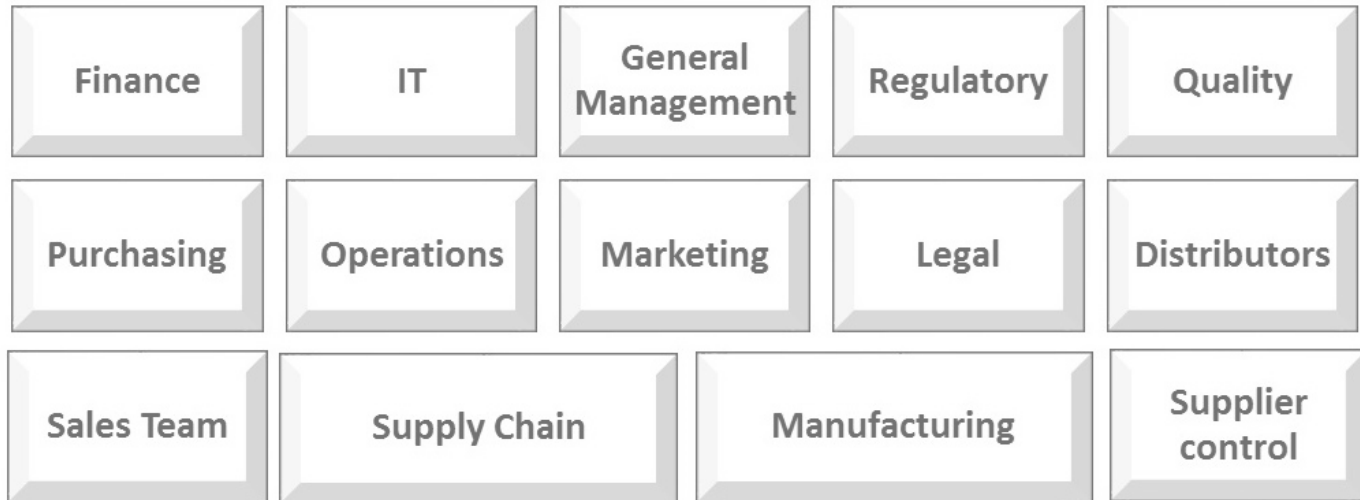 Finance
IT
General
Management
Regulatory
Quality
Purchasing
Operations
Marketing
Legal
Distributors
Sales Team
Supply Chain
Manufacturing
Supplier
control